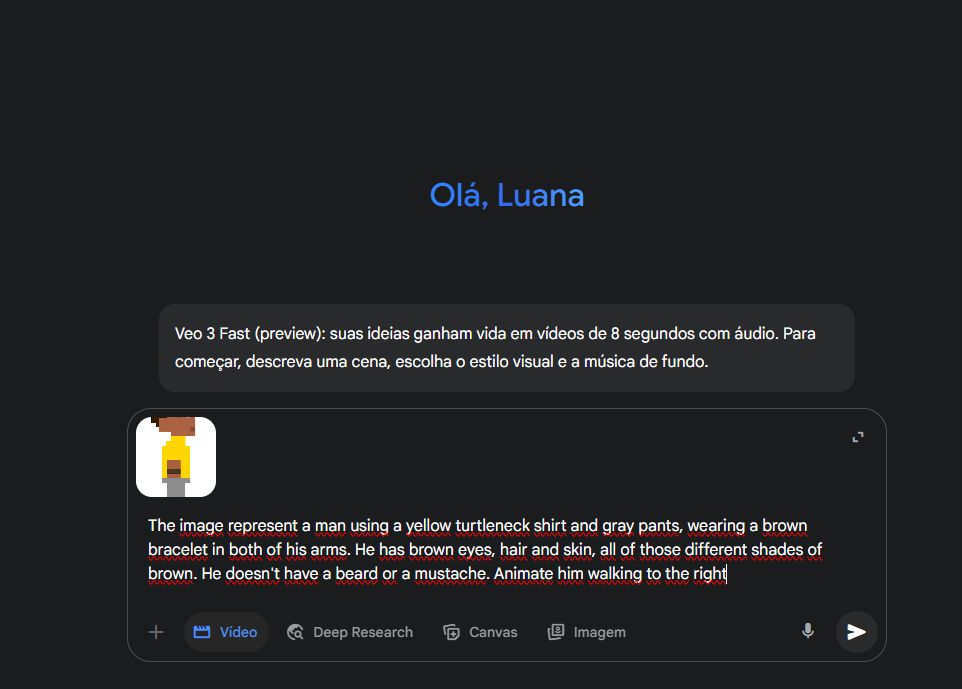 Olá, Luana
Veo 3 Fast (preview): suas ideias ganham vida em vídeos de 8 segundos com áudio. Para
começar, descreva uma cena, escolha o estilo visual e a música de fundo.
The image represent a man using a yellow turtleneck shirt and gray pants, wearing a brown
bracelet in both of his arms. He has brown eyes, hair and skin, all of those different shades of
brown. He doesn't have a beard or a mustache. Animate him walking to the right
Vídeo Deep Research Canvas Imagem